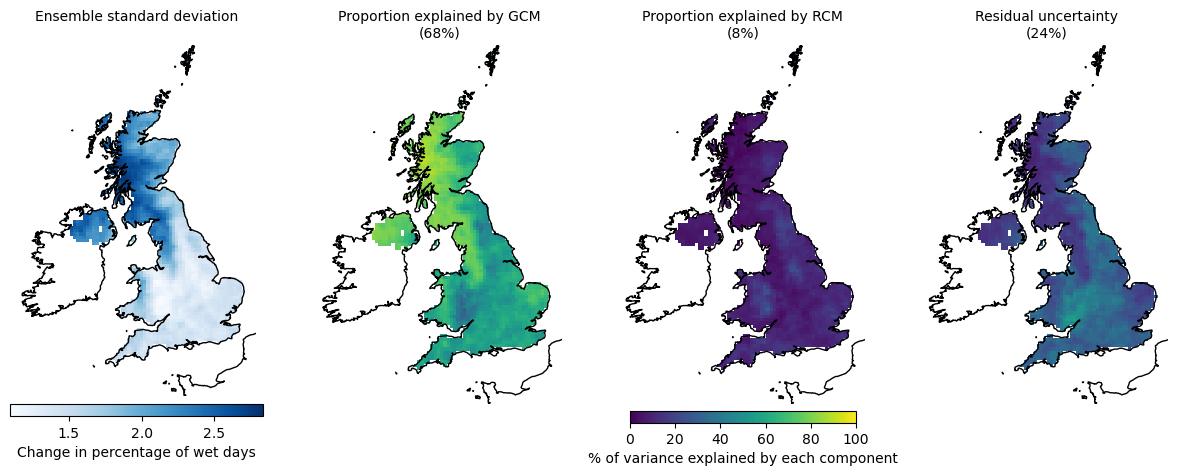 Ensemble standard deviation
Proportion explained by GCM
(68%)
Proportion explained by RCM
(8%)
Residual uncertainty
(24%)
1.5 2.0 2.5
Change in percentage of wet days
0 20 40 60 80 100
% of variance explained by each component